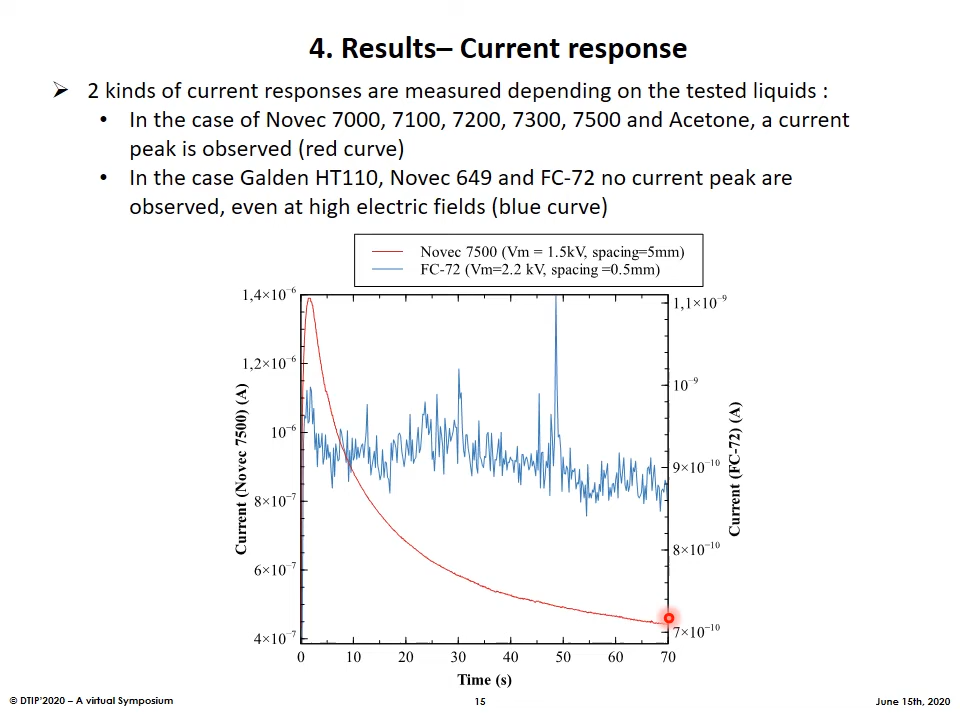 4. Results– Current response
➢ 2 kinds of current responses are measured depending on the tested liquids :
• In the case of Novec 7000, 7100, 7200, 7300, 7500 and Acetone, a current
peak is observed (red curve)
• In the case Galden HT110, Novec 649 and FC-72 no current peak are
observed, even at high electric fields (blue curve)
Novec 7500 (Vm = 1.5kV, spacing=5mm)
FC-72 (Vm=2.2 kV, spacing =0.5mm)
1,4×10⁻⁶
1,2×10⁻⁶
10⁻⁶
8×10⁻⁷
6×10⁻⁷
4×10⁻⁷
Current (Novec 7500) (A)
1,1×10⁻⁹
10⁻⁹
9×10⁻¹⁰
8×10⁻¹⁰
7×10⁻¹⁰
Current (FC-72) (A)
0 10 20 30 40 50 60 70
Time (s)
© DTIP'2020 – A virtual Symposium
15
June 15th, 2020